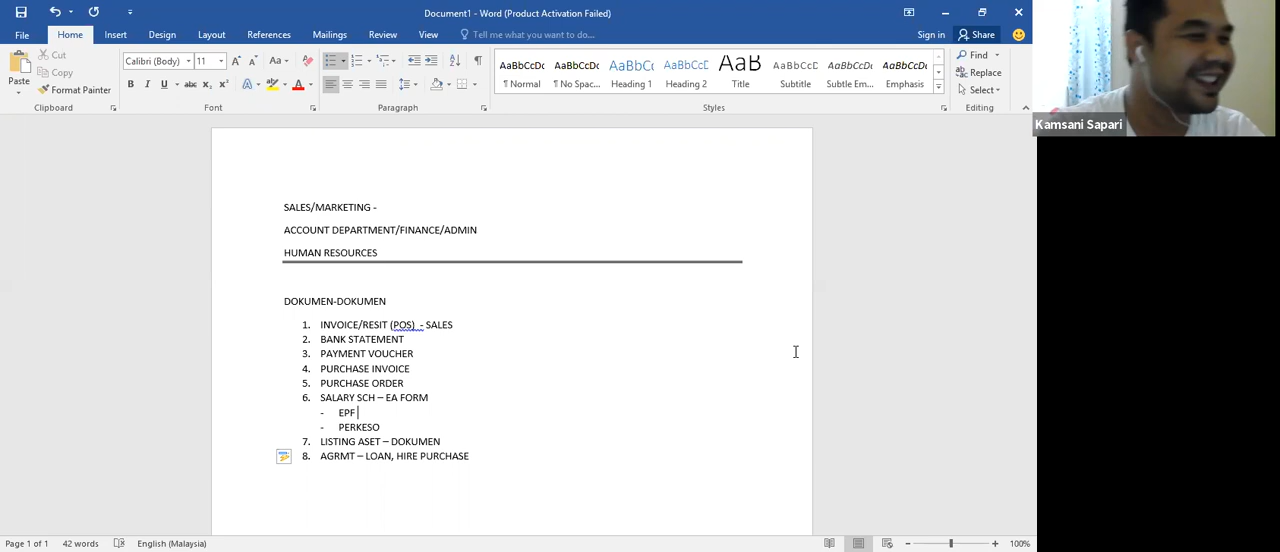 Document1 - Word (Product Activation Failed)
File Home Insert Design Layout References Mailings Review View Tell me what you want to do... Sign in Share
Paste
Cut
Copy
Format Painter
Clipboard
Calibri (Body) 11
Font
Paragraph
AaBbCcDc AaBbCcDc AaBbC( AaBbCcC AaB AaBbCcC AaBbCcDc AaBbCcDc
¶ Normal ¶ No Spac... Heading 1 Heading 2 Title Subtitle Subtle Em... Emphasis
Styles
Find
Replace
Select
Editing
Kamsani Sapari
SALES/MARKETING -
ACCOUNT DEPARTMENT/FINANCE/ADMIN
HUMAN RESOURCES
DOKUMEN-DOKUMEN
1. INVOICE/RESIT (POS) - SALES
2. BANK STATEMENT
3. PAYMENT VOUCHER
4. PURCHASE INVOICE
5. PURCHASE ORDER
6. SALARY SCH – EA FORM
- EPF
- PERKESO
7. LISTING ASET – DOKUMEN
8. AGRMT – LOAN, HIRE PURCHASE
Page 1 of 1 42 words English (Malaysia) 100%